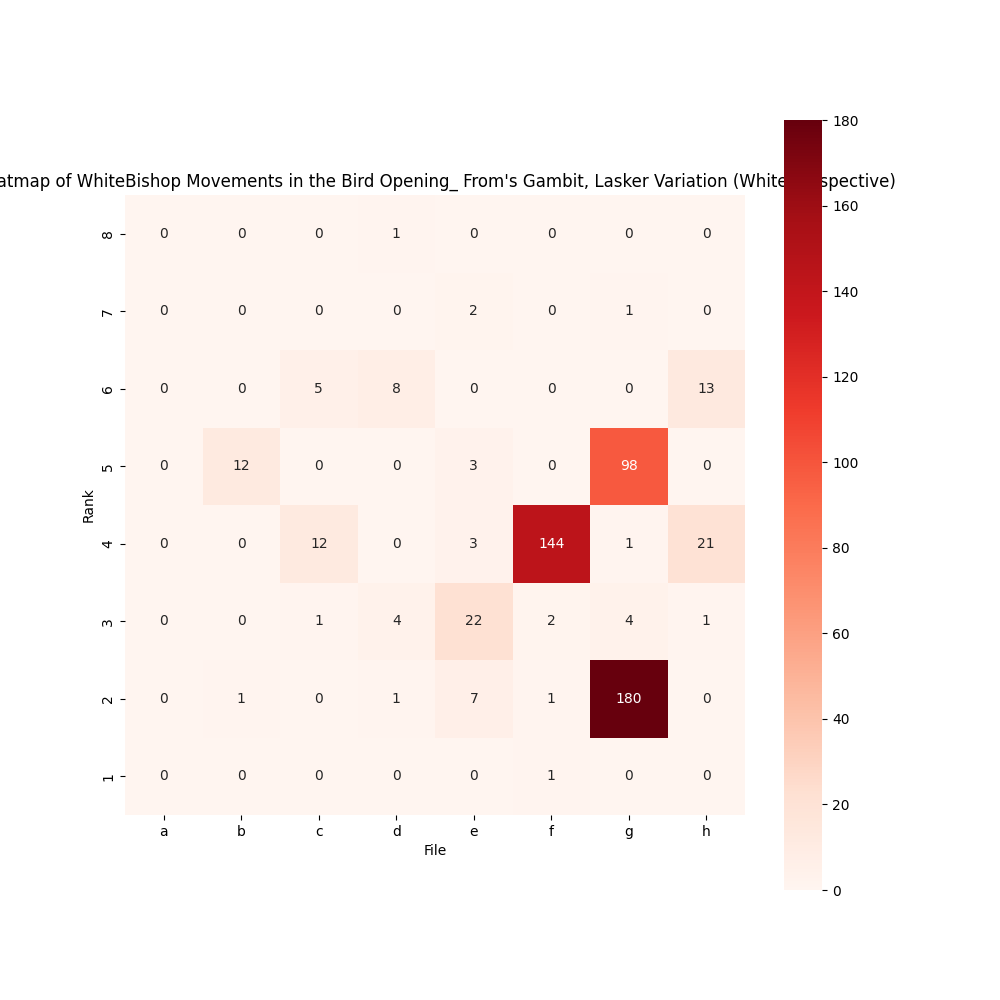 atmap of WhiteBishop Movements in the Bird Opening_ From's Gambit, Lasker Variation (White spective)
180
160
140
120
100
80
60
40
20
0
Rank
8 0 0 0 1 0 0 0 0
7 0 0 0 0 2 0 1 0
6 0 0 5 8 0 0 0 13
5 0 12 0 0 3 0 98 0
4 0 0 12 0 3 144 1 21
3 0 0 1 4 22 2 4 1
2 0 1 0 1 7 1 180 0
1 0 0 0 0 0 1 0 0
a b c d e f g h
File